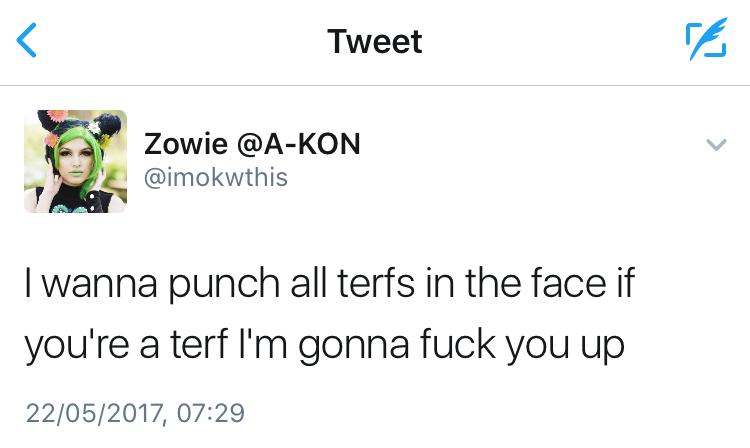 Tweet
Zowie @A-KON
@imokwthis
I wanna punch all terfs in the face if
you're a terf I'm gonna fuck you up
22/05/2017, 07:29